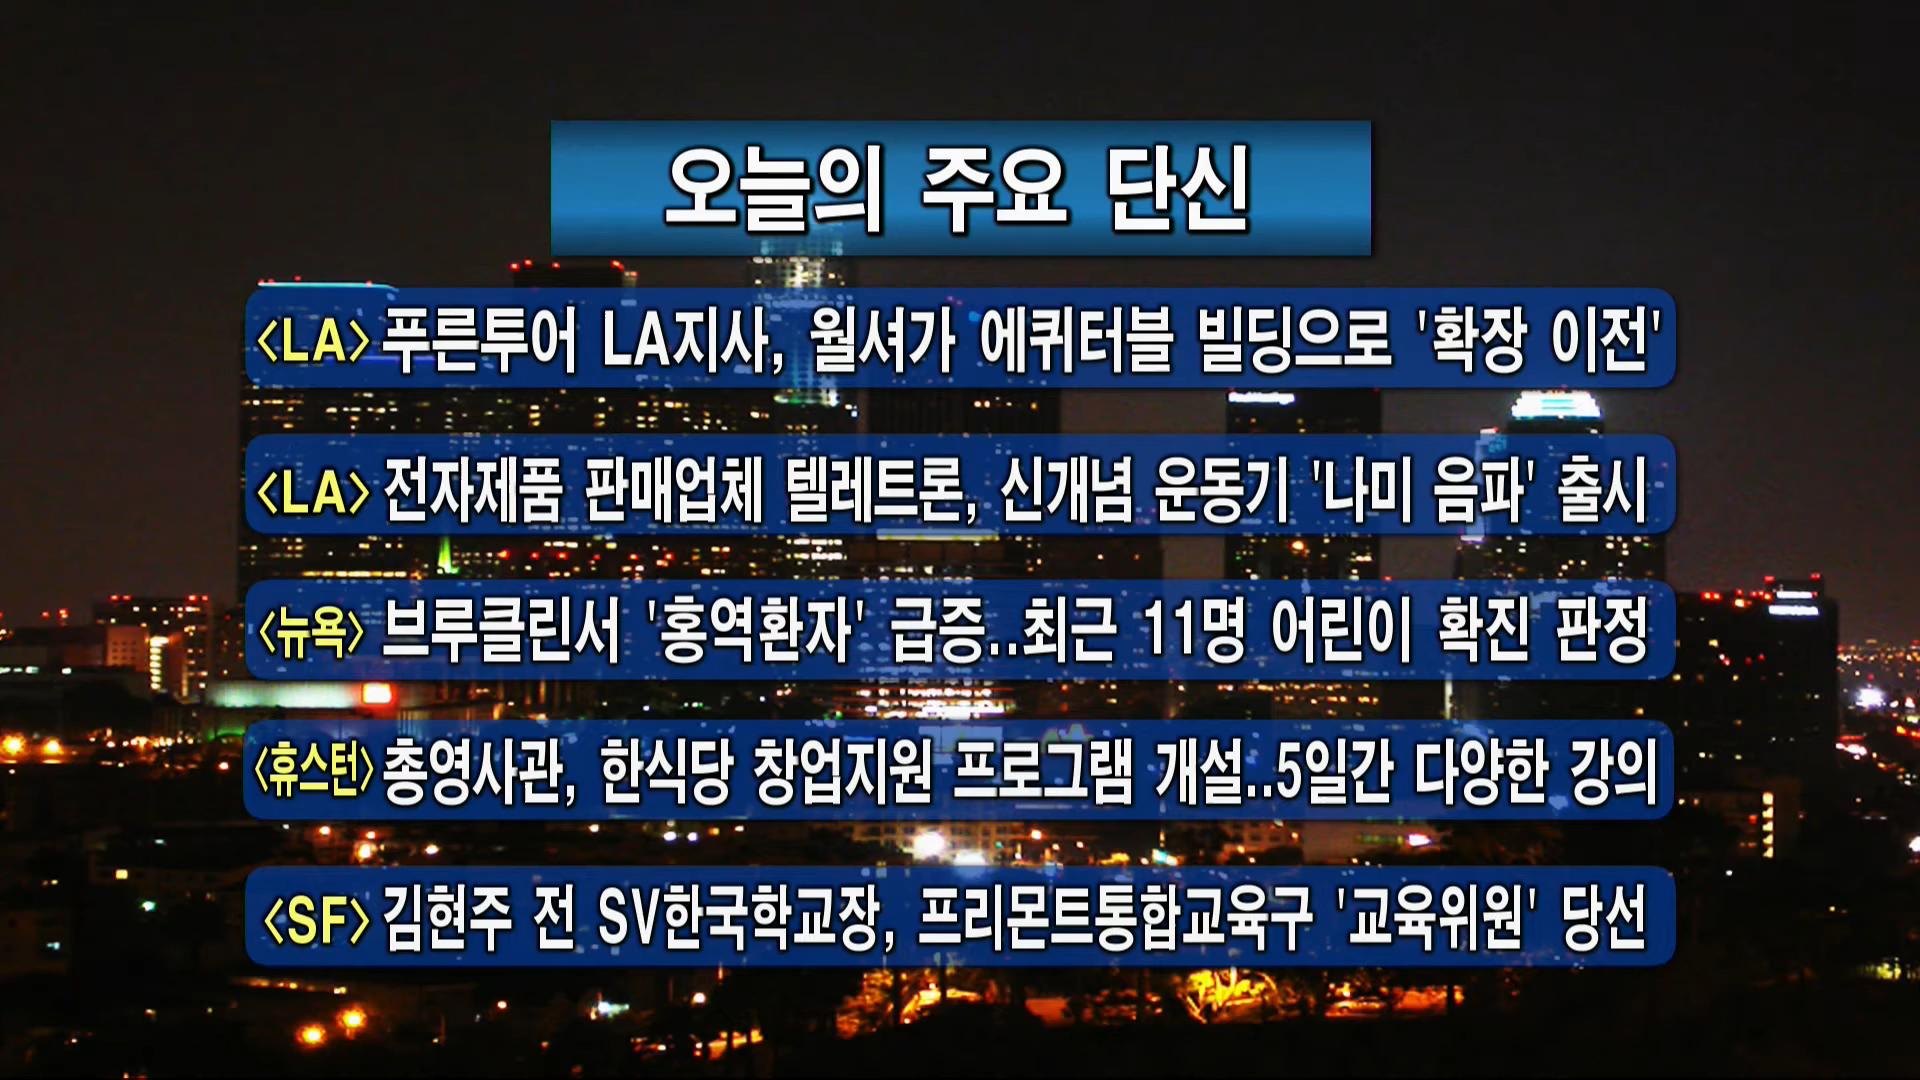 오늘의 주요 단신
<LA> 푸른투어 LA지사, 윌셔가 에퀴터블 빌딩으로 '확장 이전'
<LA> 전자제품 판매업체 텔레트론, 신개념 운동기 '나미 음파' 출시
<뉴욕> 브루클린서 '홍역환자' 급증..최근 11명 어린이 확진 판정
<휴스턴> 총영사관, 한식당 창업지원 프로그램 개설..5일간 다양한 강의
<SF> 김현주 전 SV한국학교장, 프리몬트통합교육구 '교육위원' 당선